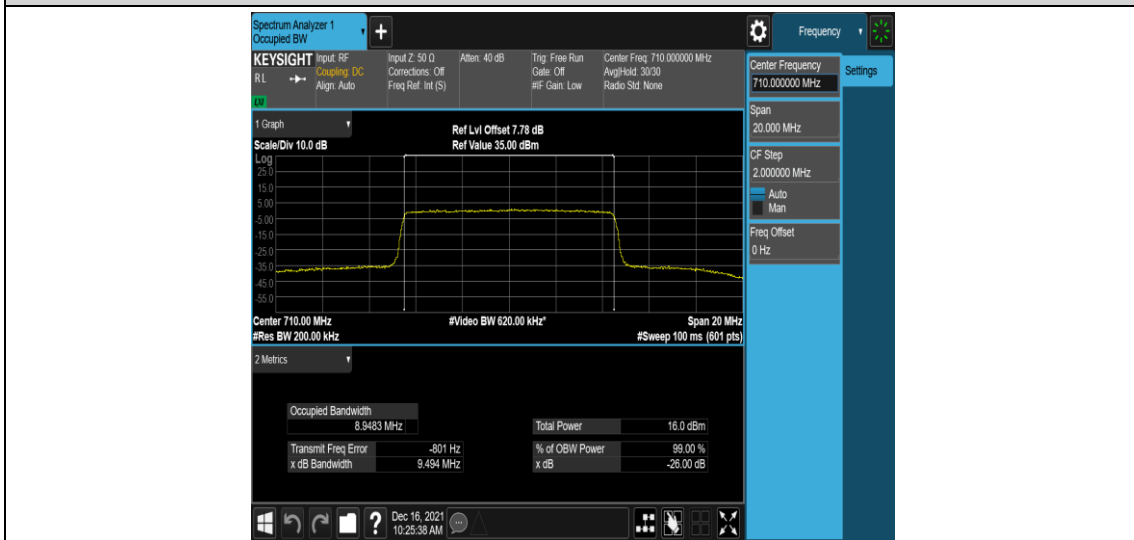 Spectrum Analyzer 1
Occupied BW
+
Frequency
KEYSIGHT
RL
Input: RF
Coupling: DC
Align: Auto
Input Z: 50 Ω
Corrections: Off
Freq Ref: Int (S)
Atten: 40 dB
Trig: Free Run
Gate: Off
#IF Gain: Low
Center Freq: 710.000000 MHz
Avg|Hold: 30/30
Radio Std: None
Center Frequency
710.000000 MHz
Settings
Span
20.000 MHz
CF Step
2.000000 MHz
Auto
Man
Freq Offset
0 Hz
1 Graph
Scale/Div 10.0 dB
Ref Lvl Offset 7.78 dB
Ref Value 35.00 dBm
Log
25.0
15.0
5.00
-5.00
-15.0
-25.0
-35.0
-45.0
-55.0
Center 710.00 MHz
#Video BW 620.00 kHz*
Span 20 MHz
#Res BW 200.00 kHz
#Sweep 100 ms (601 pts)
2 Metrics
Occupied Bandwidth
8.9483 MHz
Total Power 16.0 dBm
Transmit Freq Error -801 Hz
% of OBW Power 99.00 %
x dB Bandwidth 9.494 MHz
x dB -26.00 dB
?
Dec 16, 2021
10:25:38 AM